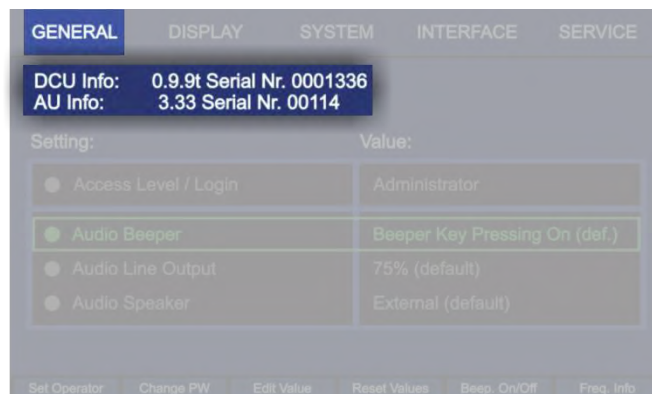 GENERAL DISPLAY SYSTEM INTERFACE SERVICE
DCU Info: 0.9.9t Serial Nr. 0001336
AU Info: 3.33 Serial Nr. 00114
Setting: Value:
Access Level / Login Administrator
Audio Beeper Beeper Key Pressing On (def.)
Audio Line Output 75% (default)
Audio Speaker External (default)
Set Operator Change PW Edit Value Reset Values Beep. On/Off Freq. Info